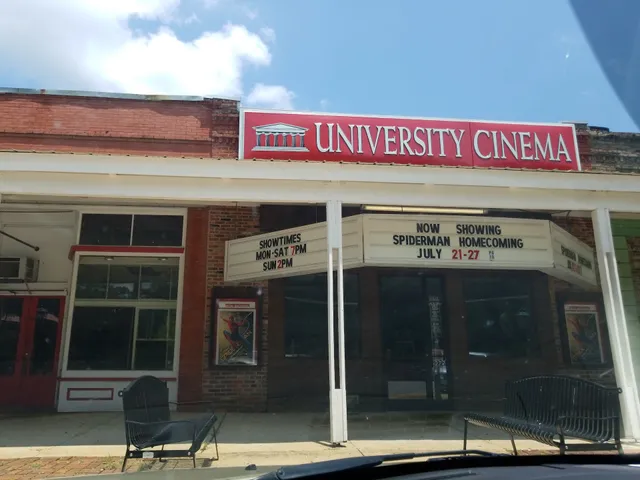 UNIVERSITY CINEMA
SHOWTIMES
MON-SAT 7PM
SUN 2PM
NOW SHOWING
SPIDERMAN HOMECOMING
JULY 21-27